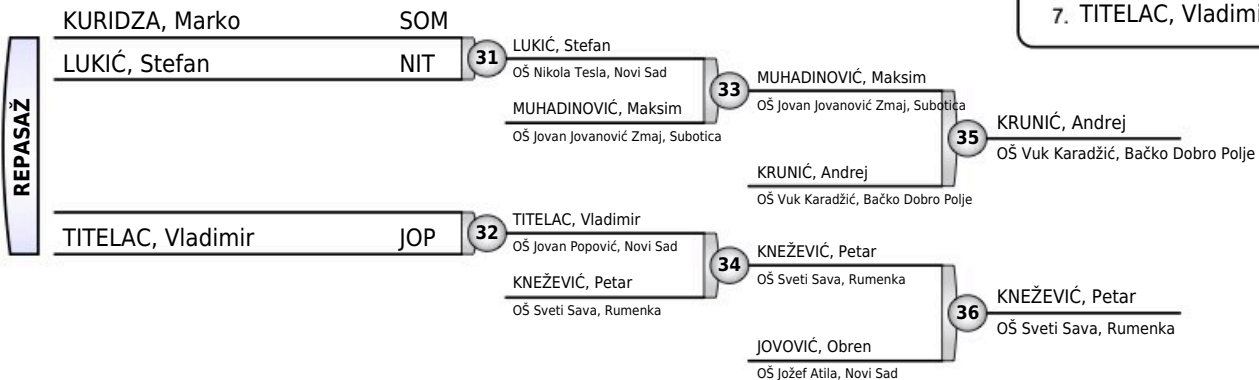 7. TITELAC, Vladimi
REPASAŽ
KURIDZA, Marko SOM
LUKIĆ, Stefan NIT
TITELAC, Vladimir JOP
31
LUKIĆ, Stefan
OŠ Nikola Tesla, Novi Sad
MUHADINOVIĆ, Maksim
OŠ Jovan Jovanović Zmaj, Subotica
32
TITELAC, Vladimir
OŠ Jovan Popović, Novi Sad
KNEŽEVIĆ, Petar
OŠ Sveti Sava, Rumenka
33
MUHADINOVIĆ, Maksim
OŠ Jovan Jovanović Zmaj, Subotica
KRUNIĆ, Andrej
OŠ Vuk Karadžić, Bačko Dobro Polje
34
KNEŽEVIĆ, Petar
OŠ Sveti Sava, Rumenka
JOVOVIĆ, Obren
OŠ Jožef Atila, Novi Sad
35
KRUNIĆ, Andrej
OŠ Vuk Karadžić, Bačko Dobro Polje
36
KNEŽEVIĆ, Petar
OŠ Sveti Sava, Rumenka